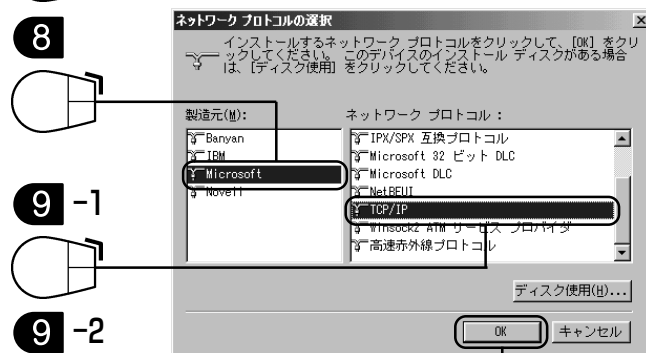 8
ネットワーク プロトコルの選択
インストールするネットワーク プロトコルをクリックして、[OK] をクリ
ックしてください。 このデバイスのインストール ディスクがある場合
は、[ディスク使用] をクリックしてください。
製造元(M):
Banyan
IBM
Microsoft
Novell
ネットワーク プロトコル :
IPX/SPX 互換プロトコル
Microsoft 32 ビット DLC
Microsoft DLC
NetBEUI
TCP/IP
Winsock2 ATM サービス プロバイダ
高速赤外線プロトコル
9 -1
ディスク使用(H)...
9 -2
OK
キャンセル